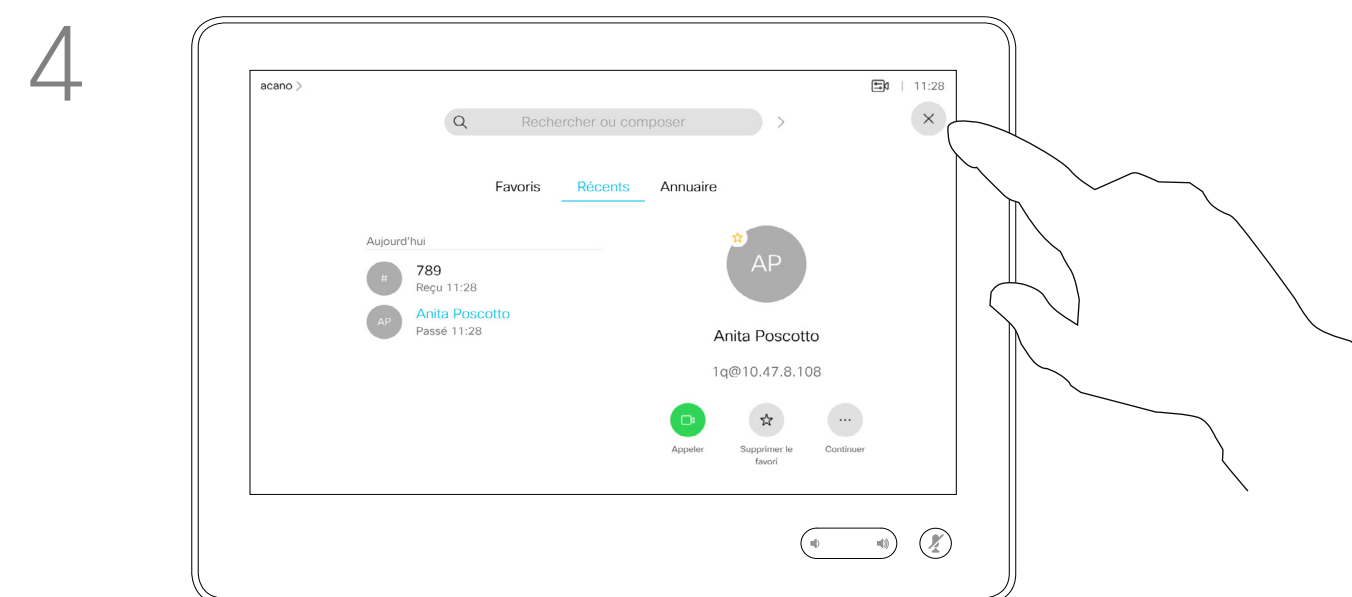 4
acano >
11:28
Rechercher ou composer
Favoris Récents Annuaire
Aujourd'hui
#
789
Reçu 11:28
AP
Anita Poscotto
Passé 11:28
AP
Anita Poscotto
1q@10.47.8.108
Appeler
Supprimer le
favori
Continuer